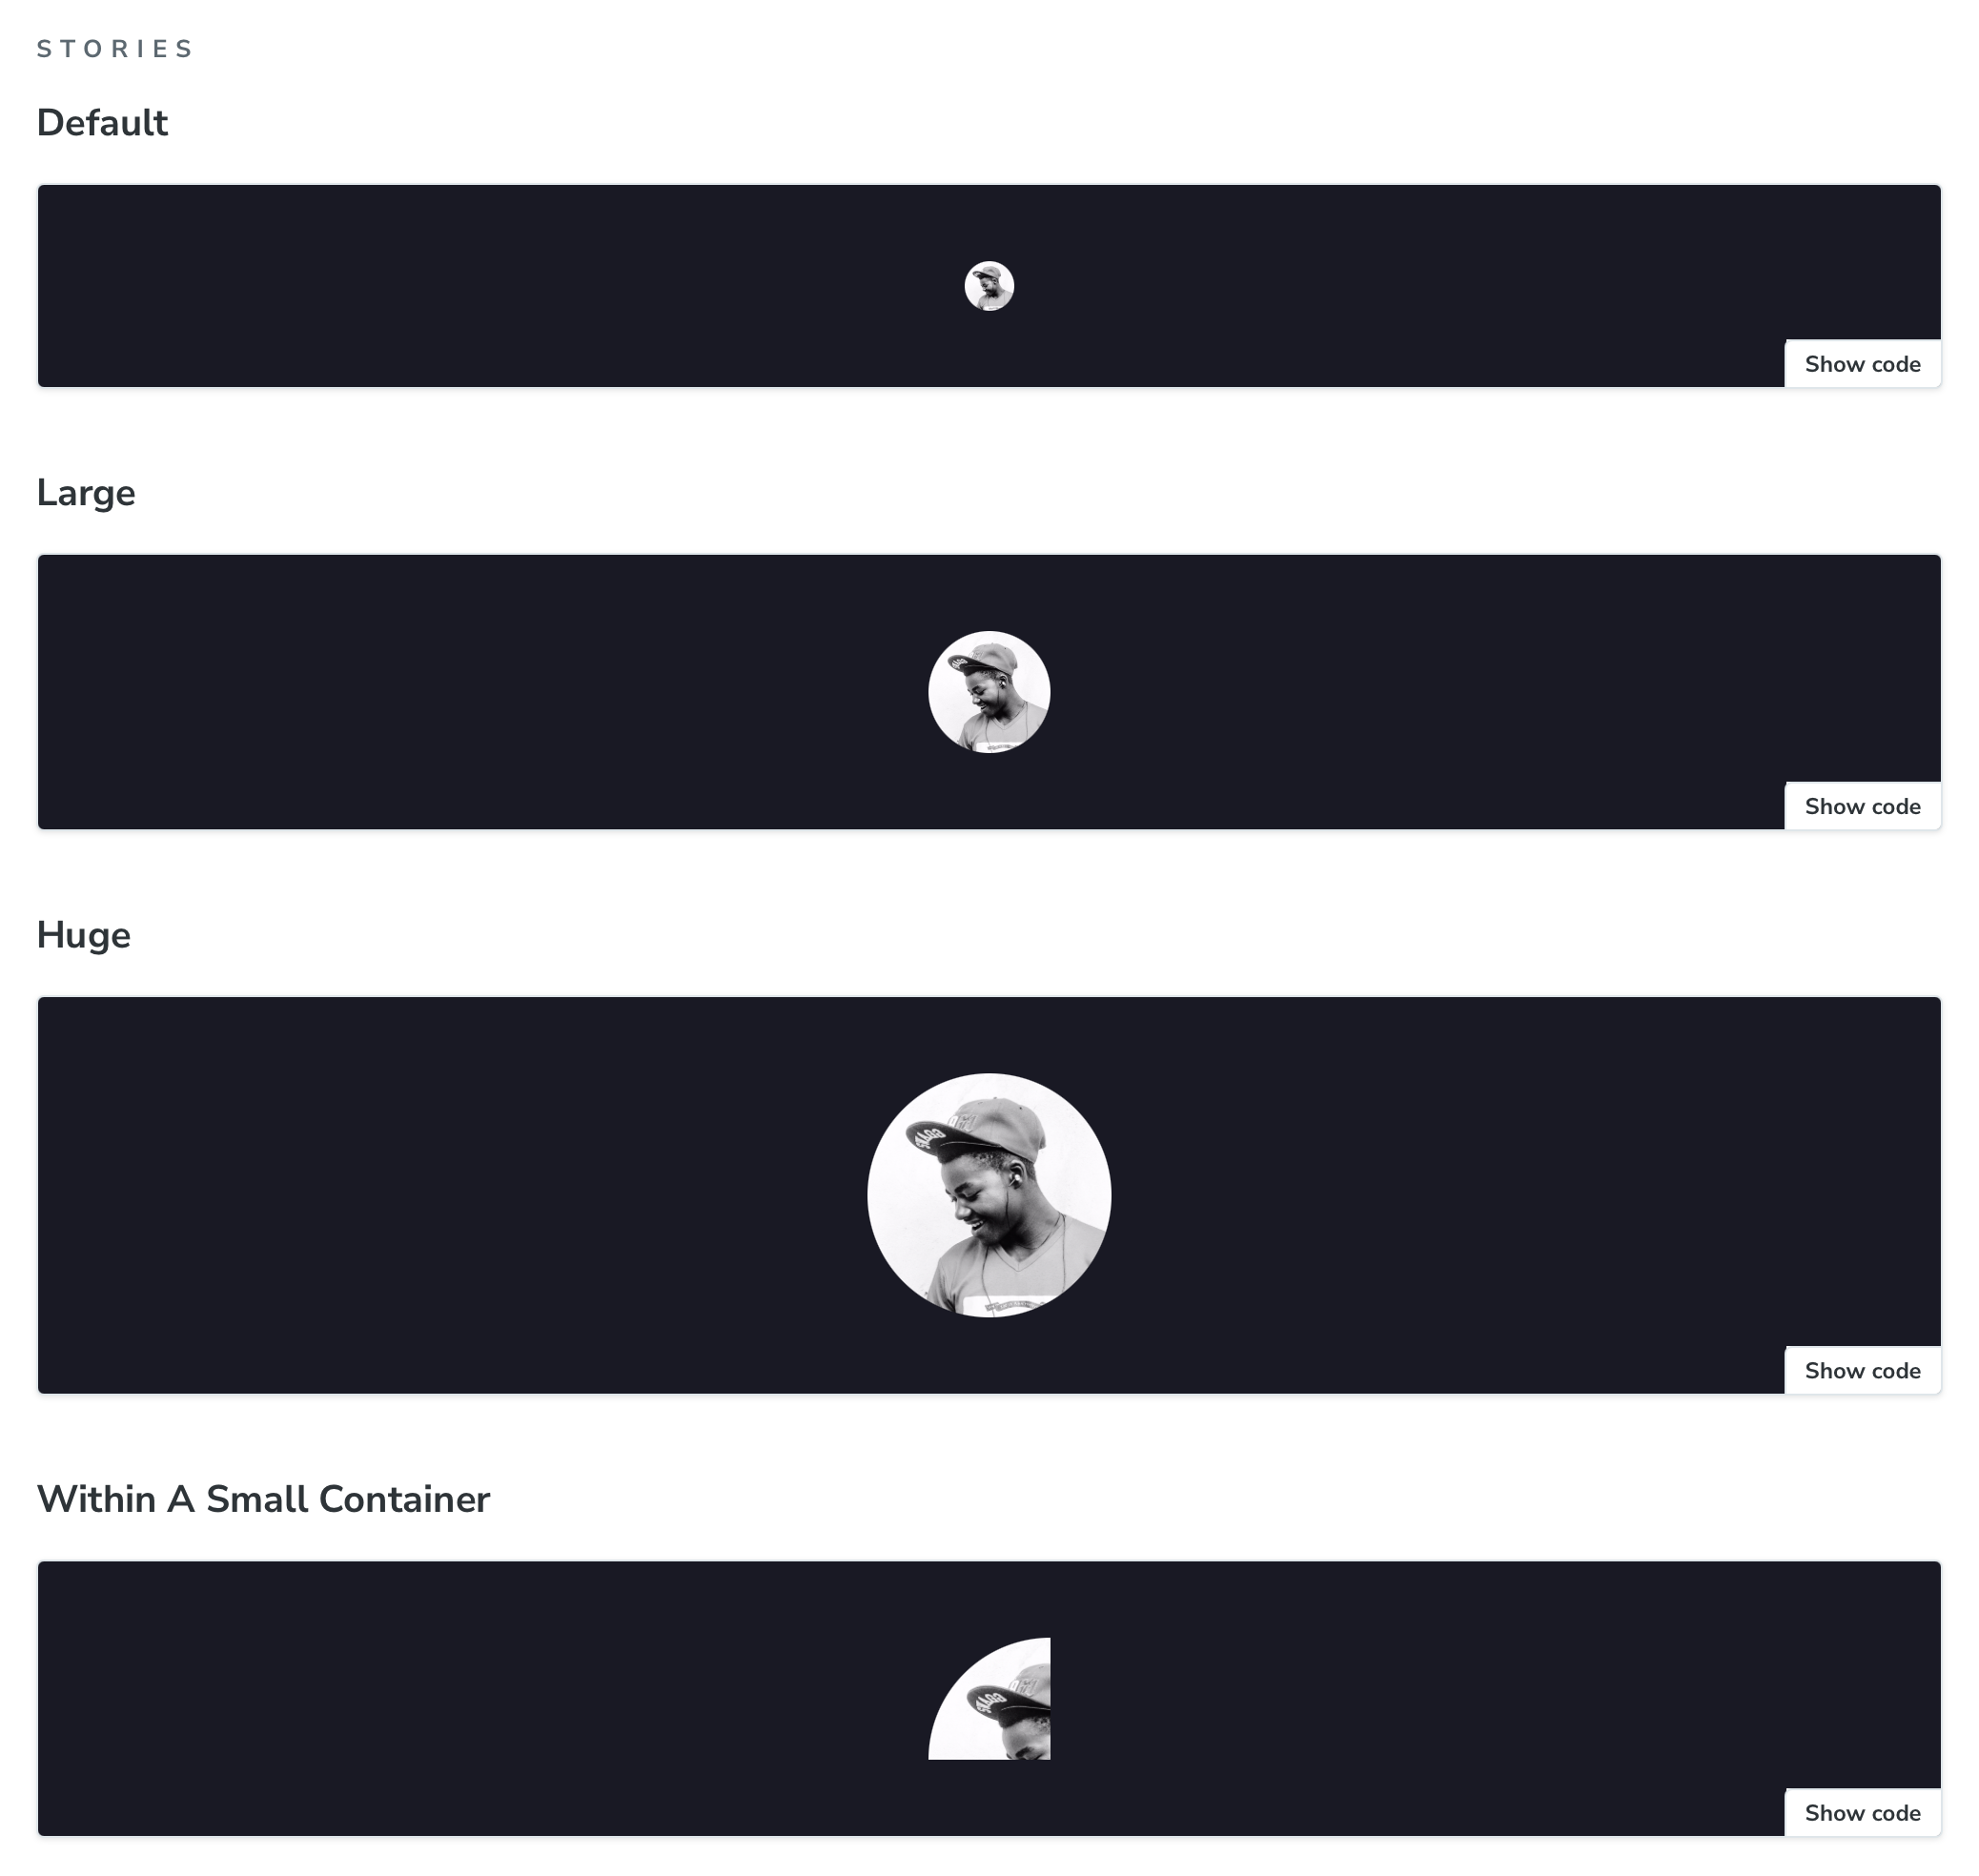 STORIES
Default
Show code
Large
Show code
Huge
Show code
Within A Small Container
Show code